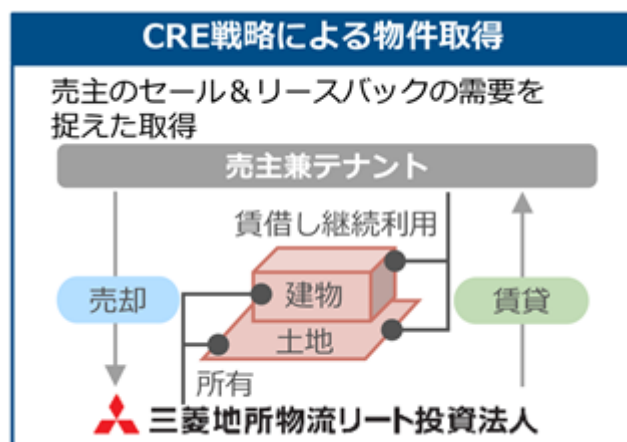 CRE戦略による物件取得
売主のセール＆リースバックの需要を
捉えた取得
売主兼テナント
賃借し継続利用
売却
建物
賃貸
土地
所有
三菱地所物流リート投資法人